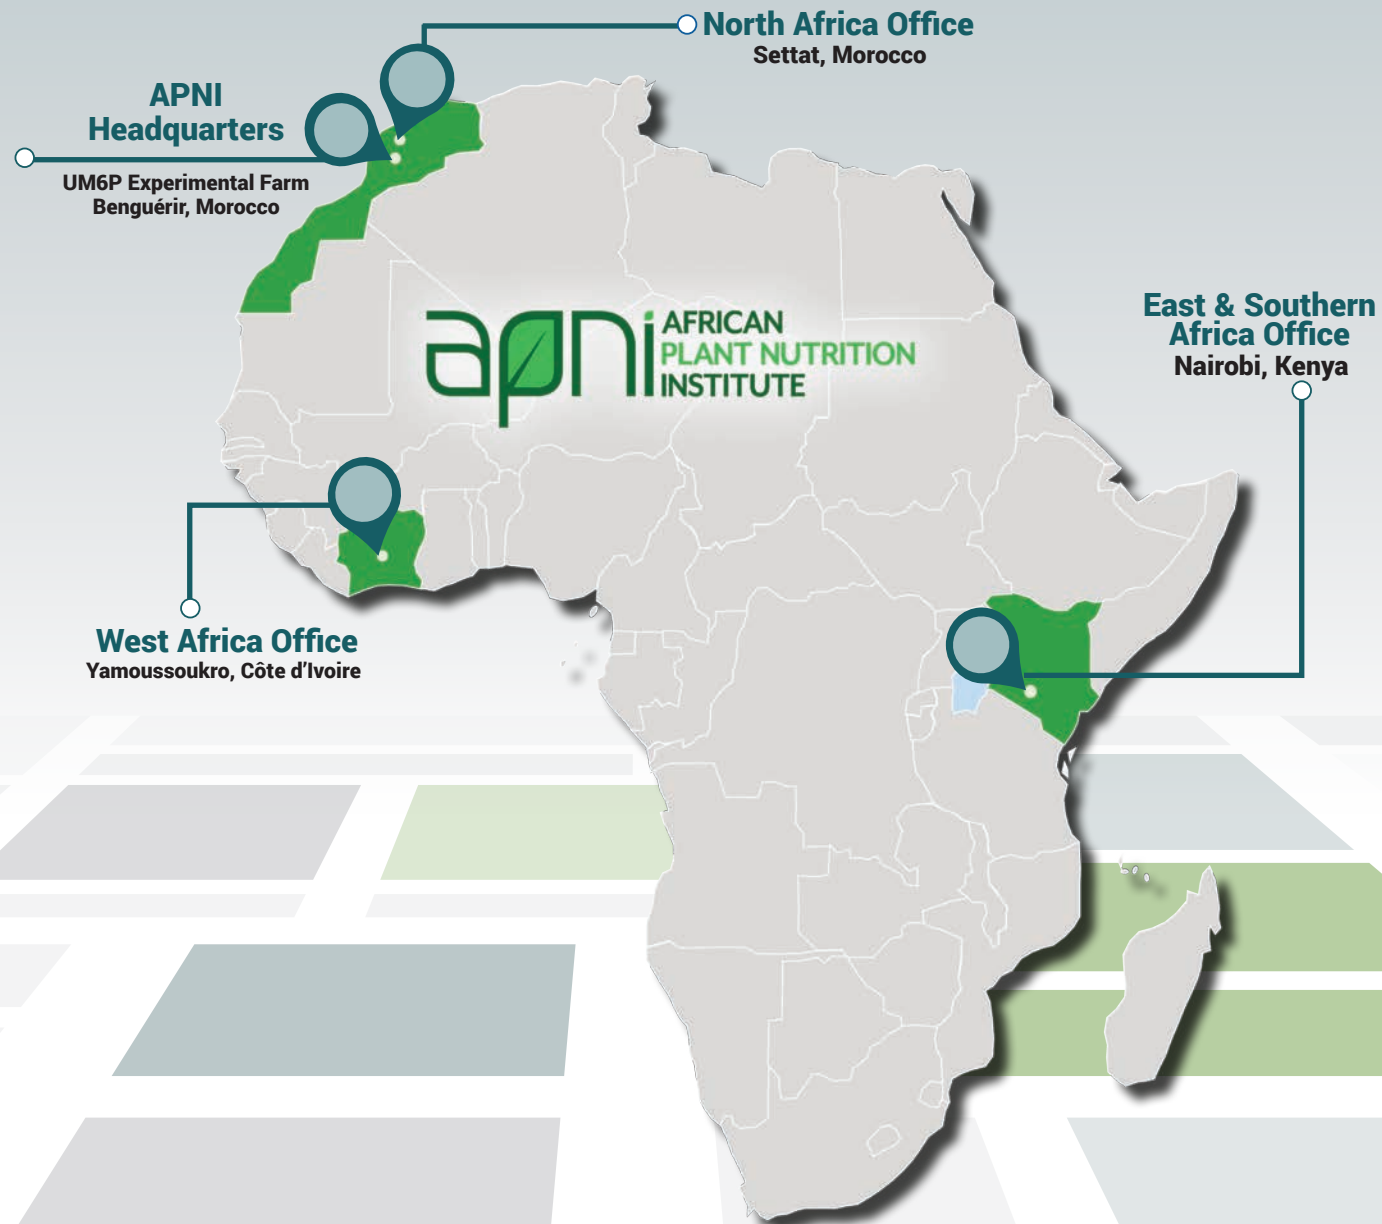 North Africa Office
Settat, Morocco
APNI
Headquarters
UM6P Experimental Farm
Benguérir, Morocco
apni
AFRICAN
PLANT NUTRITION
INSTITUTE
East & Southern
Africa Office
Nairobi, Kenya
West Africa Office
Yamoussoukro, Côte d’Ivoire